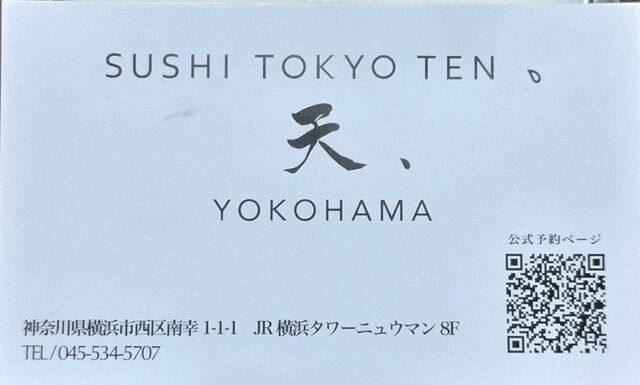 SUSHI TOKYO TEN 、
天、
YOKOHAMA
公式予約ページ
神奈川県横浜市西区南幸 1-1-1 JR 横浜タワーニュウマン 8F
TEL / 045-534-5707